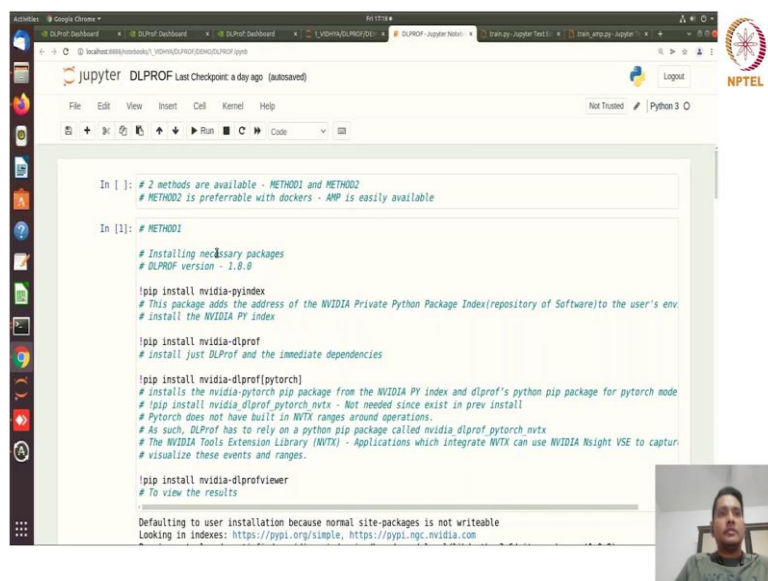 Activities Google Chrome Fri 17:18
DLProf: Dashboard DLProf: Dashboard DLProf: Dashboard 1_VIDHYA/DLPROF/DE DLPROF - Jupyter Noteb train.py - Jupyter Text E train_amp.py - Jupyter T
localhost:8888/notebooks/1_VIDHYA/DLPROF/DEMO/DLPROF.ipynb
NPTEL
jupyter DLPROF Last Checkpoint: a day ago (autosaved) Logout
File Edit View Insert Cell Kernel Help Not Trusted Python 3
Run Code
In [ ]: # 2 methods are available - METHOD1 and METHOD2
# METHOD2 is preferrable with dockers - AMP is easily available
In [1]: # METHOD1
# Installing necessary packages
# DLPROF version - 1.8.0
!pip install nvidia-pyindex
# This package adds the address of the NVIDIA Private Python Package Index(repository of Software)to the user's env
# install the NVIDIA PY index
!pip install nvidia-dlprof
# install just DLProf and the immediate dependencies
!pip install nvidia-dlprof[pytorch]
# installs the nvidia-pytorch pip package from the NVIDIA PY index and dlprof's python pip package for pytorch mode
# !pip install nvidia_dlprof_pytorch_nvtx - Not needed since exist in prev install
# Pytorch does not have built in NVTX ranges around operations.
# As such, DLProf has to rely on a python pip package called nvidia_dlprof_pytorch_nvtx
# The NVIDIA Tools Extension Library (NVTX) - Applications which integrate NVTX can use NVIDIA Nsight VSE to captur
# visualize these events and ranges.
!pip install nvidia-dlprofviewer
# To view the results
Defaulting to user installation because normal site-packages is not writeable
Looking in indexes: https://pypi.org/simple, https://pypi.ngc.nvidia.com